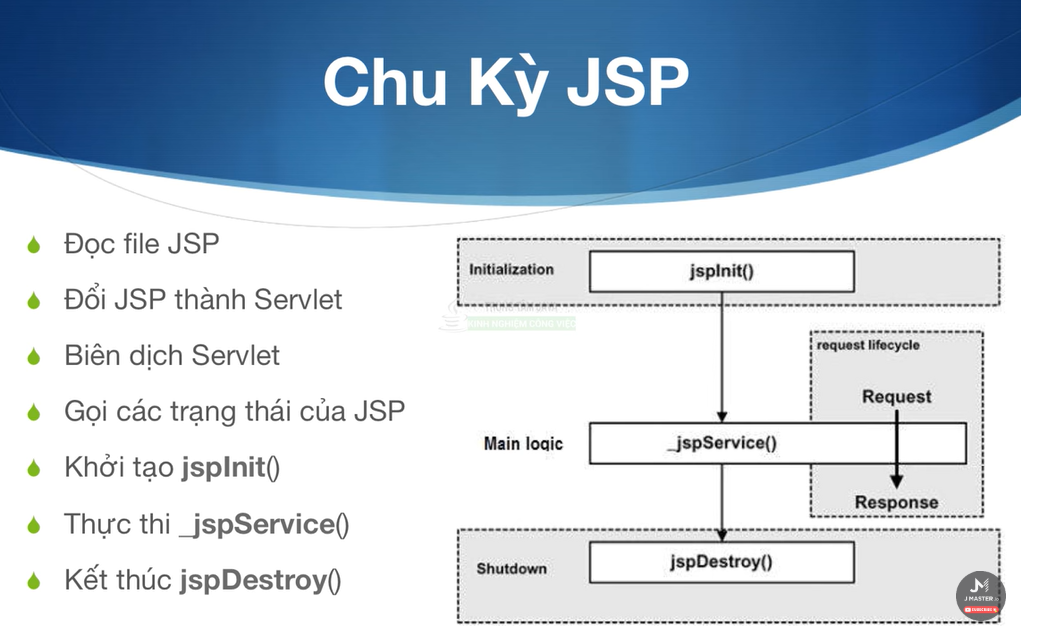 Chu Kỳ JSP
Đọc file JSP
Đổi JSP thành Servlet
Biên dịch Servlet
Gọi các trạng thái của JSP
Khởi tạo jspInit()
Thực thi _jspService()
Kết thúc jspDestroy()
Initialization
jspInit()
KINH NGHIỆM CÔNG VIỆC
request lifecycle
Request
Main logic
_jspService()
Response
Shutdown
jspDestroy()
J MASTER
SUBSCRIBE